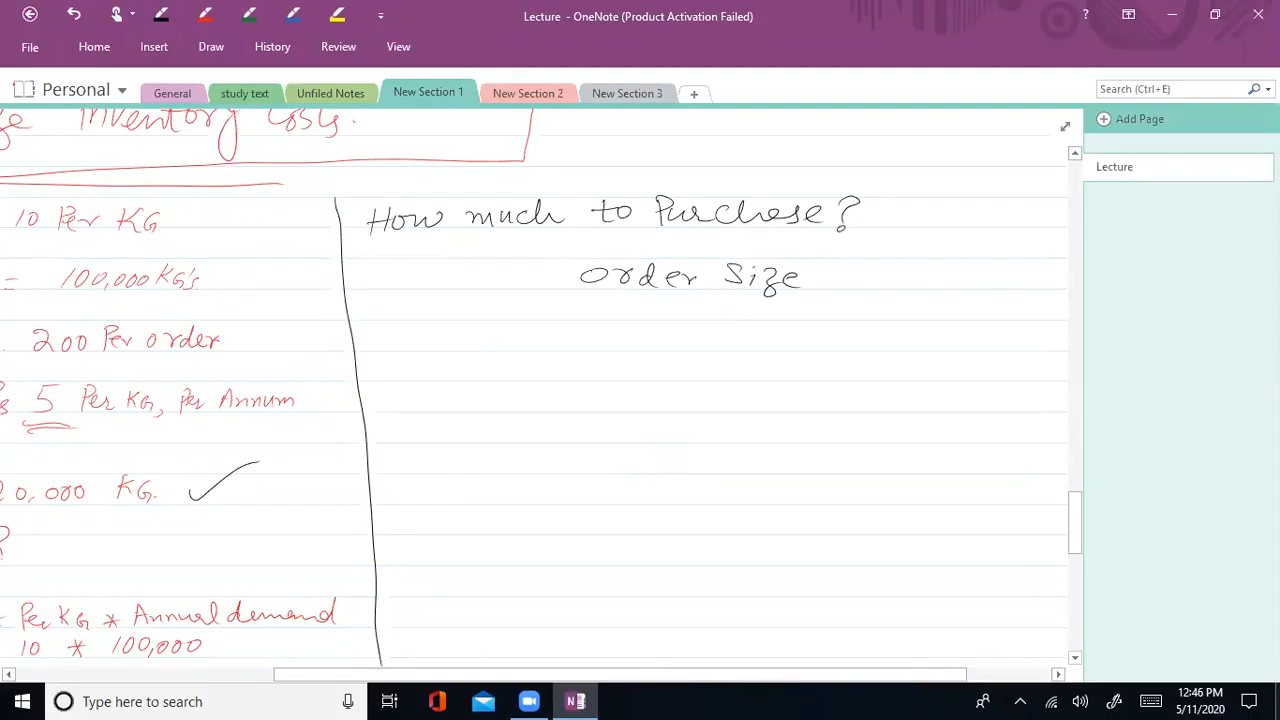 Lecture - OneNote (Product Activation Failed)
File Home Insert Draw History Review View
Personal General study text Unfiled Notes New Section 1 New Section 2 New Section 3 Search (Ctrl+E)
Add Page
Lecture
Inventory Costs.
10 Per KG
= 100,000 KG's
200 Per order
5 Per KG, per Annum
0,000 KG.
?
= Per KG * Annual demand
10 * 100,000
How much to Purchase?
Order Size
Type here to search
12:46 PM
5/11/2020